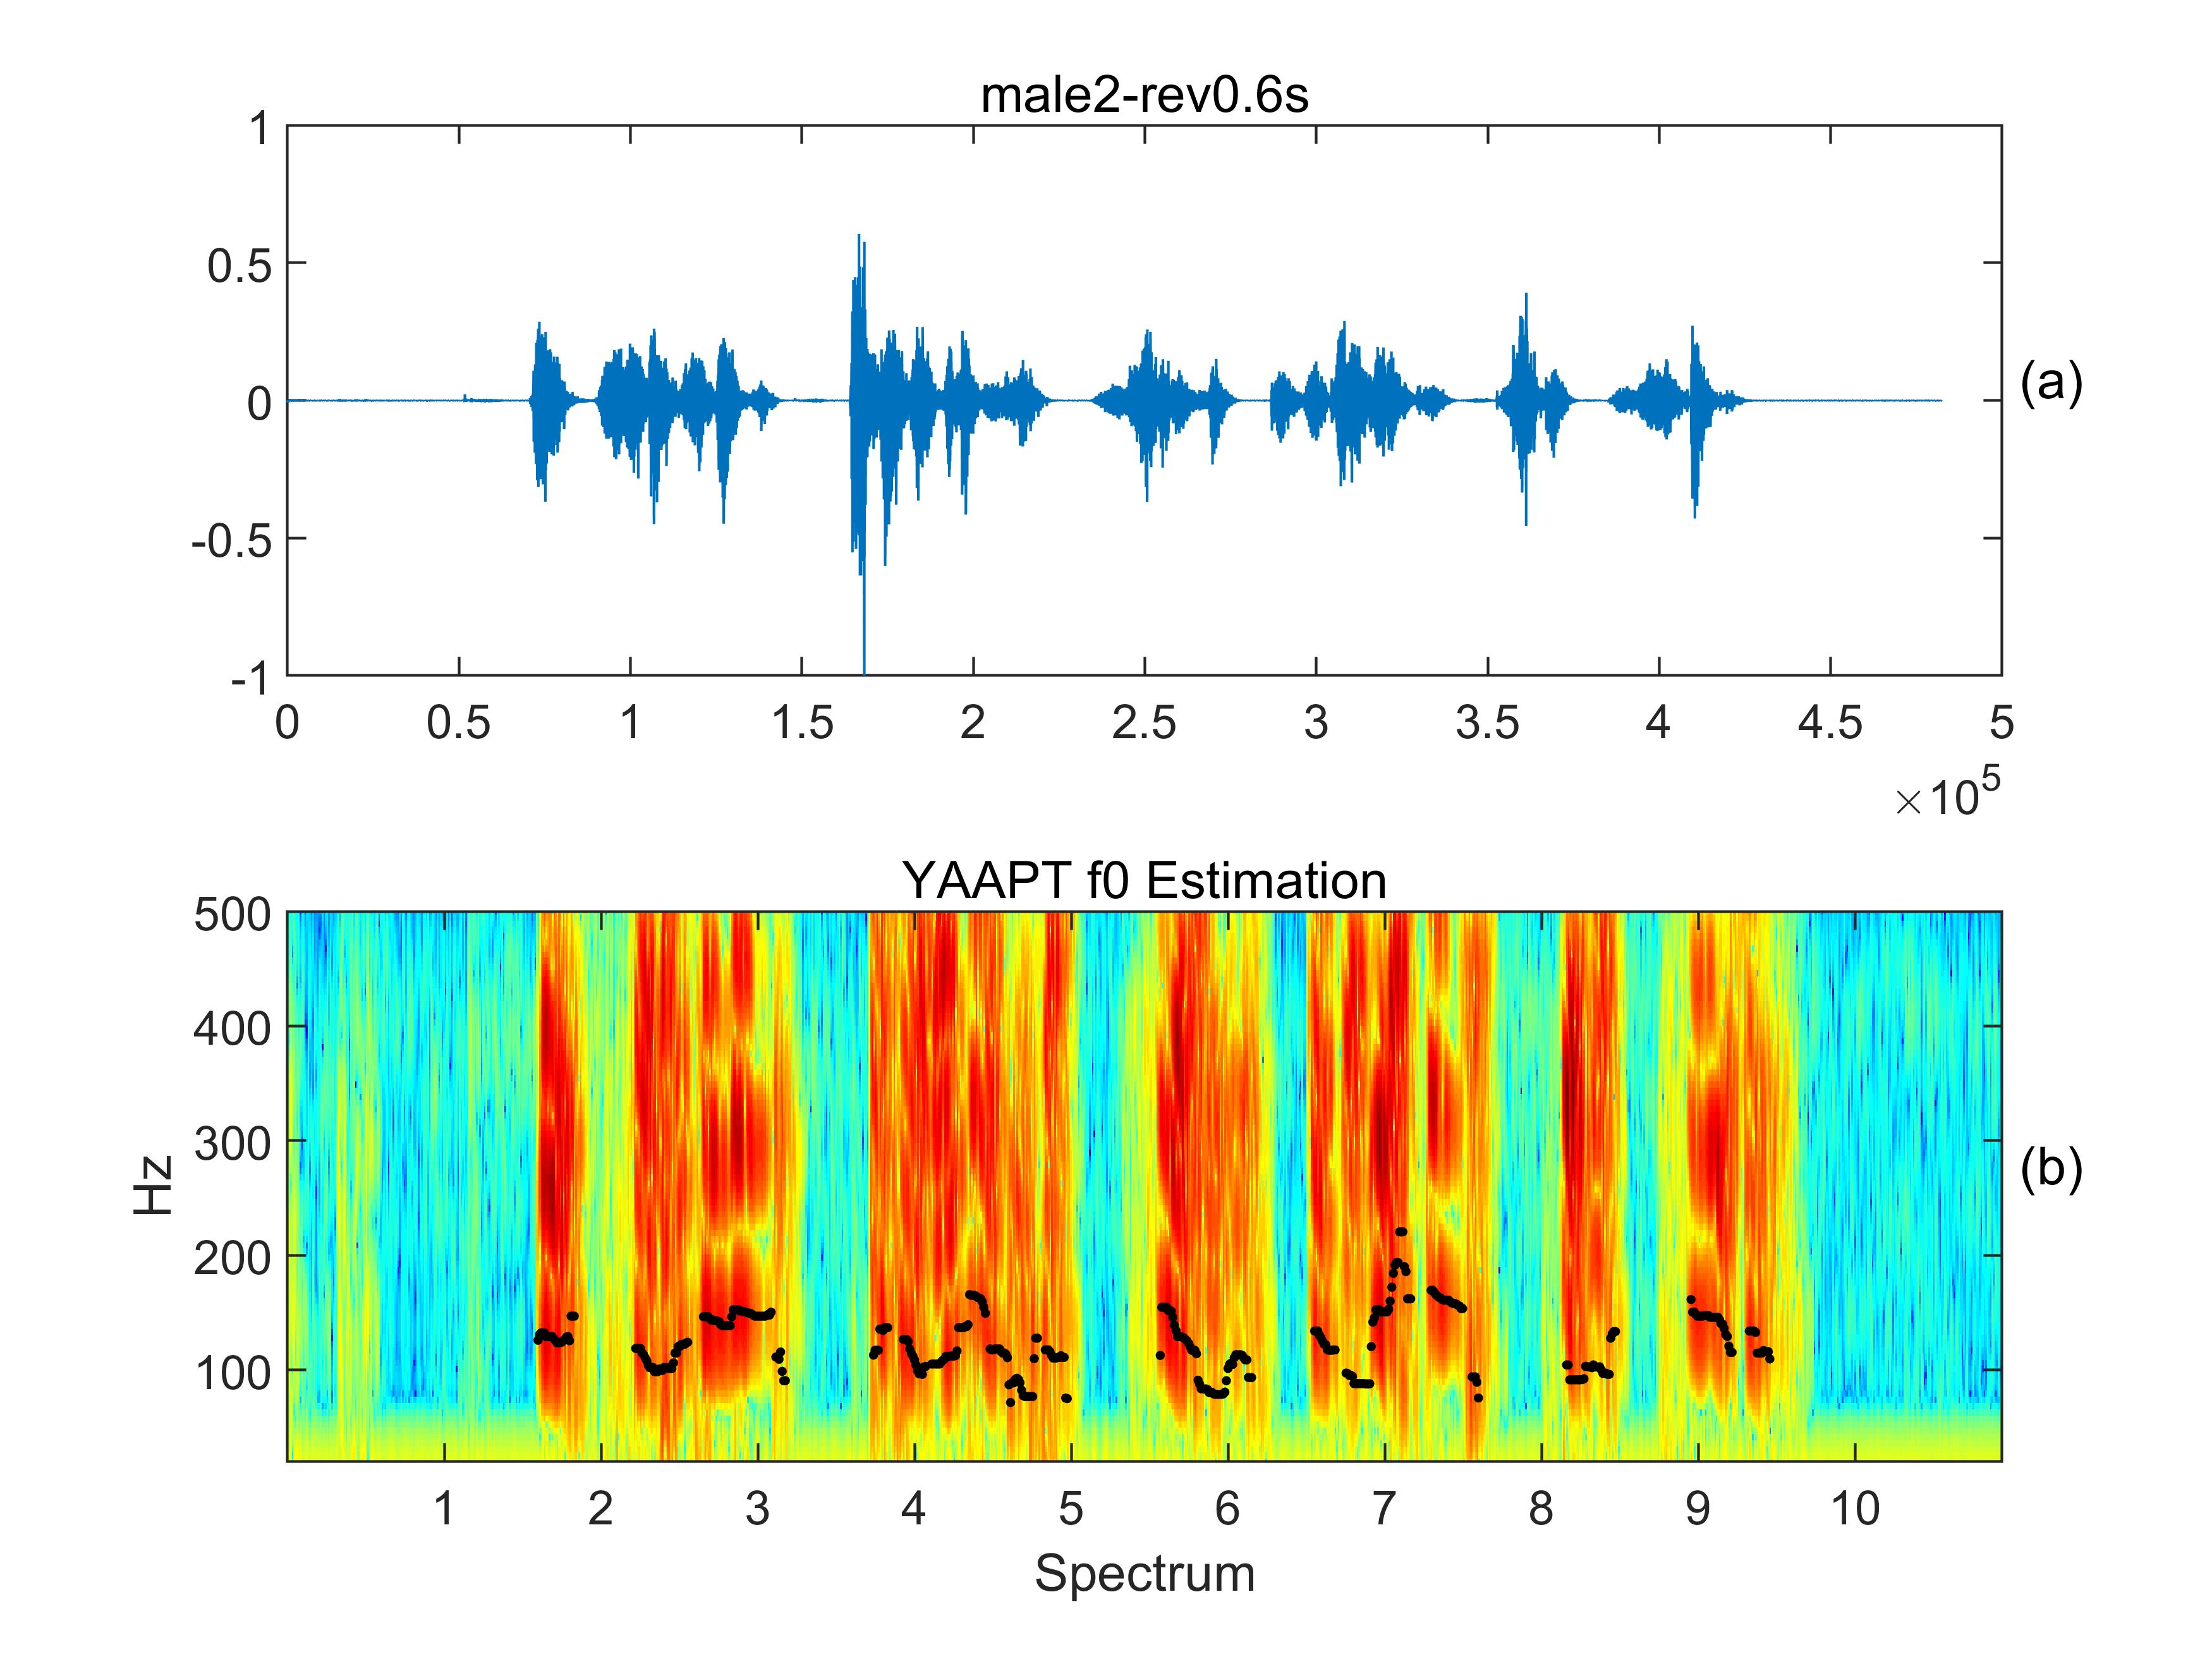 male2-rev0.6s
1
0.5
0
-0.5
-1
(a)
0 0.5 1 1.5 2 2.5 3 3.5 4 4.5 5
×10^5
YAAPT f0 Estimation
500
400
300
200
100
Hz
(b)
1 2 3 4 5 6 7 8 9 10
Spectrum